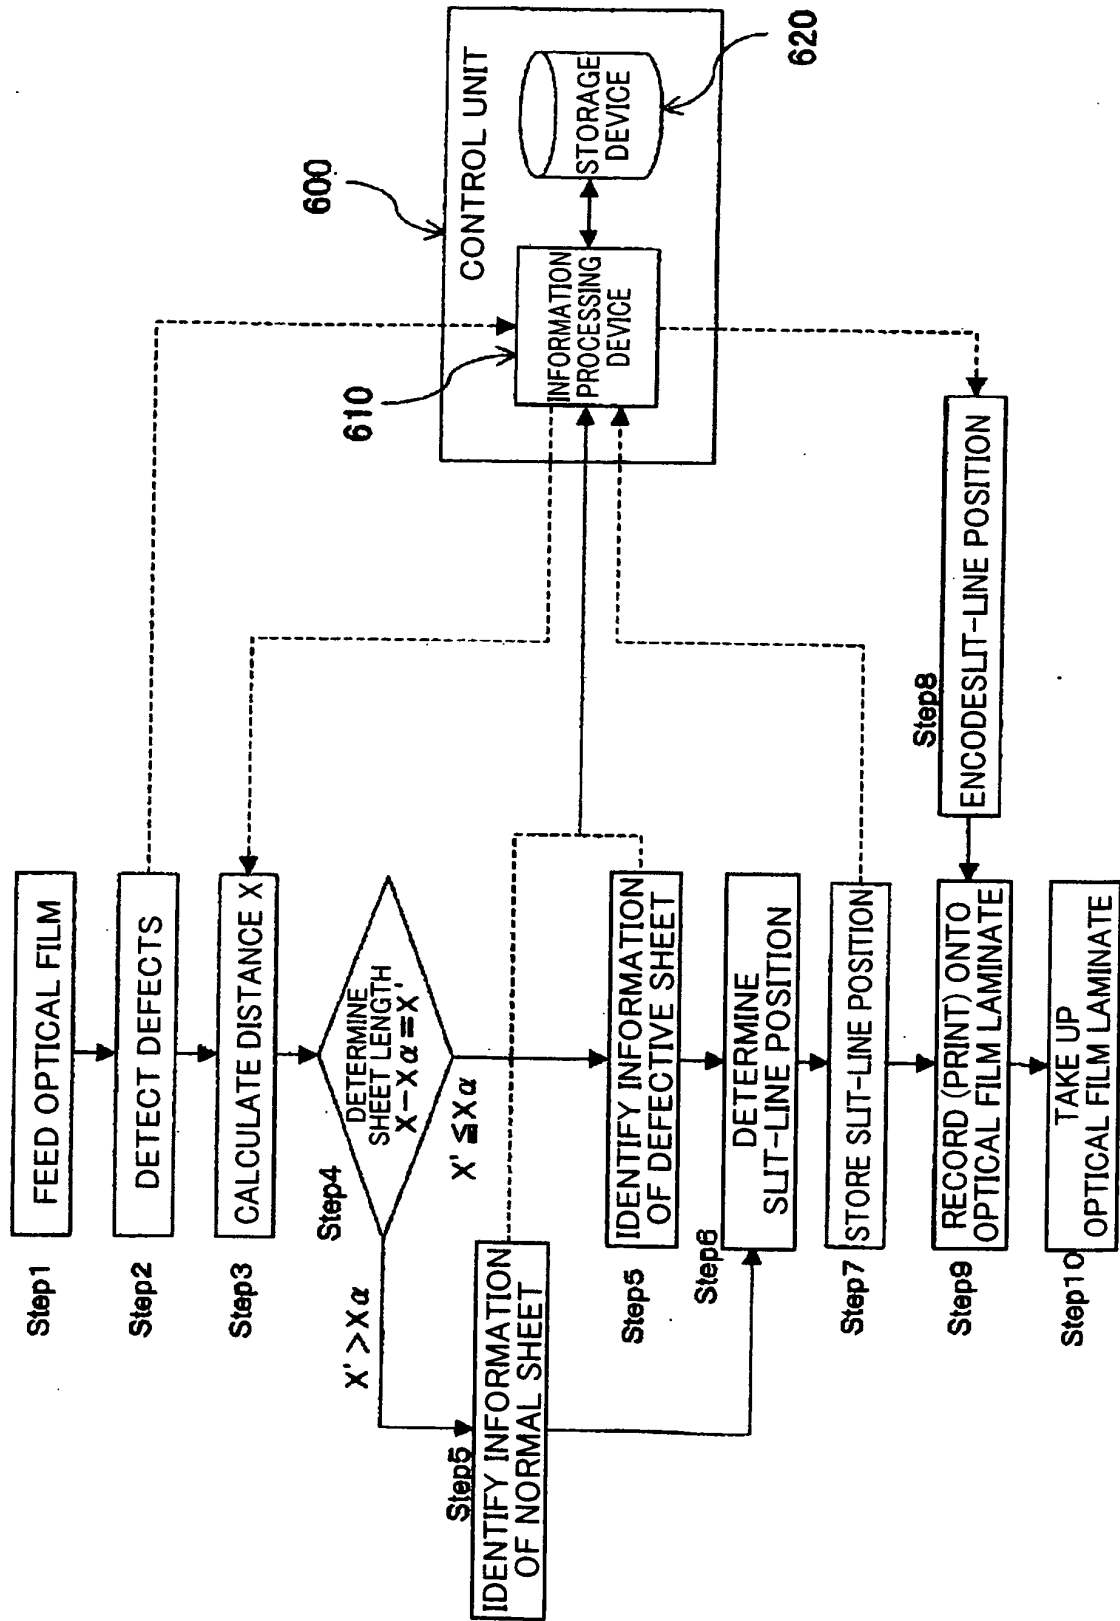 Step1
FEED OPTICAL FILM
Step2
DETECT DEFECTS
Step3
CALCULATE DISTANCE X
Step4
DETERMINE
SHEET LENGTH
X-Xα=X'
X'>Xα
X'≦Xα
Step5
IDENTIFY INFORMATION
OF NORMAL SHEET
Step5
IDENTIFY INFORMATION
OF DEFECTIVE SHEET
Step6
DETERMINE
SLIT-LINE POSITION
Step7
STORE SLIT-LINE POSITION
Step8
ENCODESLIT-LINE POSITION
Step9
RECORD (PRINT) ONTO
OPTICAL FILM LAMINATE
Step10
TAKE UP
OPTICAL FILM LAMINATE
600
CONTROL UNIT
610
INFORMATION
PROCESSING
DEVICE
STORAGE
DEVICE
620